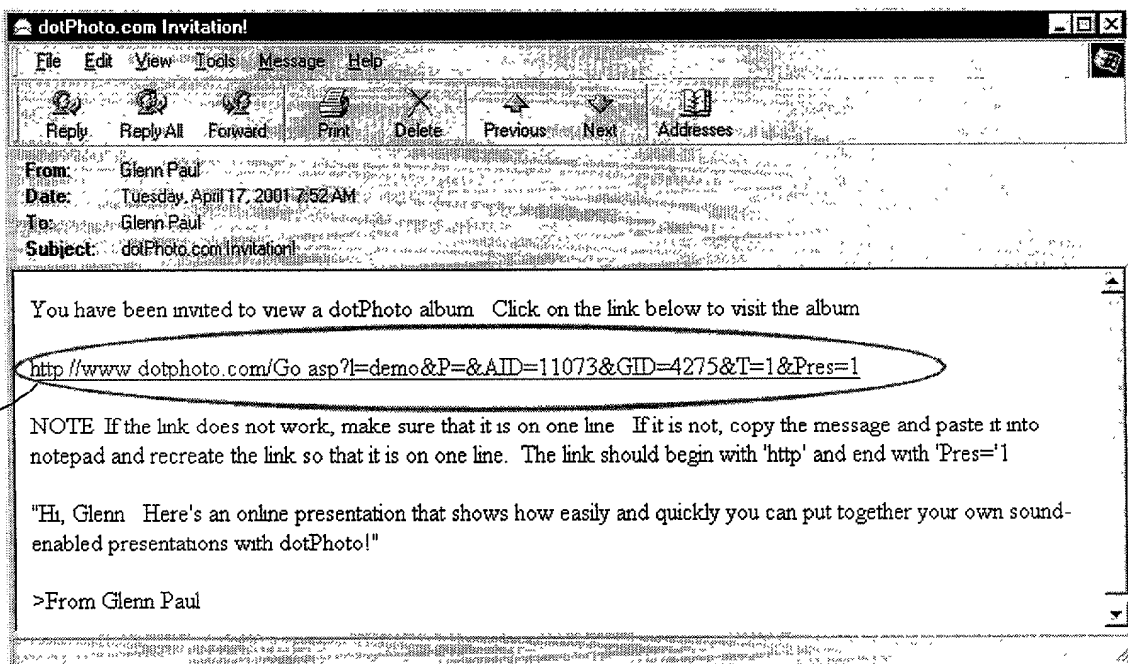 dotPhoto.com Invitation!
File Edit View Tools Message Help
Reply Reply All Forward Print Delete Previous Next Addresses
From: Glenn Paul
Date: Tuesday, April 17, 2001 7:52 AM
To: Glenn Paul
Subject: dotPhoto.com Invitation!
You have been invited to view a dotPhoto album Click on the link below to visit the album
http //www dotphoto.com/Go asp?l=demo&P=&AID=11073&GID=4275&T=1&Pres=1
NOTE If the link does not work, make sure that it is on one line If it is not, copy the message and paste it into
notepad and recreate the link so that it is on one line. The link should begin with 'http' and end with 'Pres='1
"Hi, Glenn Here's an online presentation that shows how easily and quickly you can put together your own sound-
enabled presentations with dotPhoto!"
>From Glenn Paul